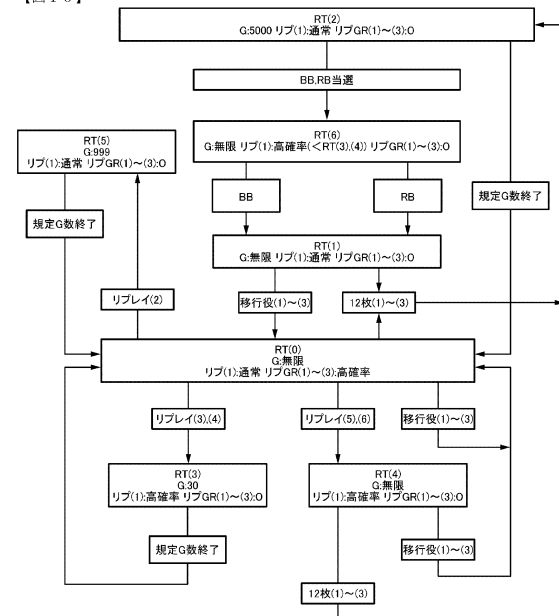 【図10】
RT(2)
G:5000 リプ(1):通常 リプGR(1)~(3):0
BB,RB当選
RT(5)
G:999
リプ(1):通常 リプGR(1)~(3):0
RT(6)
G:無限 リプ(1):高確率(<RT(3),(4)) リプGR(1)~(3):0
規定G数終了
BB
RB
規定G数終了
RT(1)
G:無限 リプ(1):通常 リプGR(1)~(3):0
リプレイ(2)
移行役(1)~(3)
12枚(1)~(3)
RT(0)
G:無限
リプ(1):通常 リプGR(1)~(3):高確率
リプレイ(3),(4)
リプレイ(5),(6)
移行役(1)~(3)
RT(3)
G:30
リプ(1):高確率 リプGR(1)~(3):0
RT(4)
G:無限
リプ(1):高確率 リプGR(1)~(3):0
規定G数終了
移行役(1)~(3)
12枚(1)~(3)